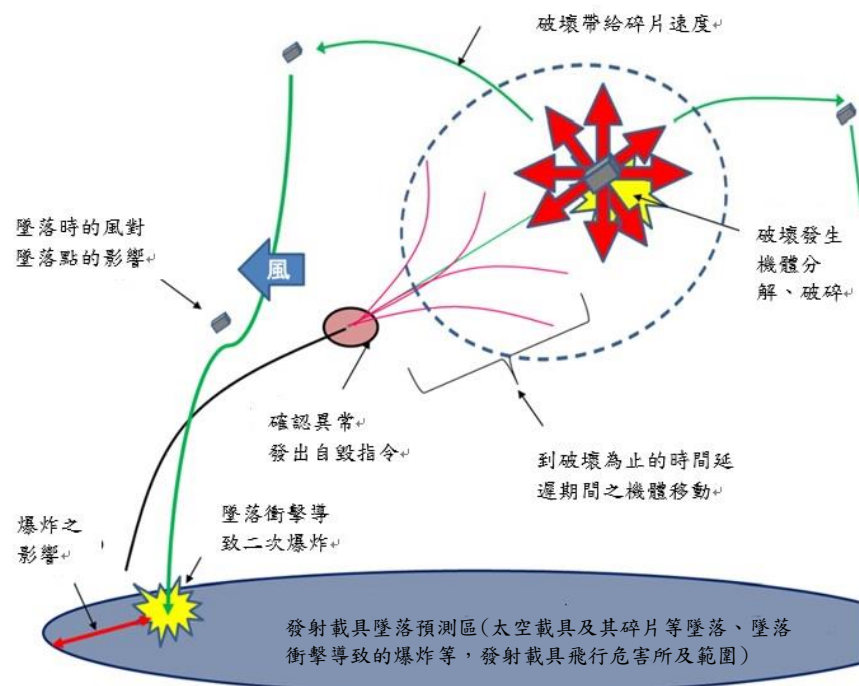 破壞帶給碎片速度
墜落時的風對
墜落點的影響
風
破壞發生
機體分
解、破碎
確認異常
發出自毀指令
到破壞為止的時間延
遲期間之機體移動
爆炸之
影響
墜落衝擊導
致二次爆炸
發射載具墜落預測區(太空載具及其碎片等墜落、墜落
衝擊導致的爆炸等，發射載具飛行危害所及範圍)